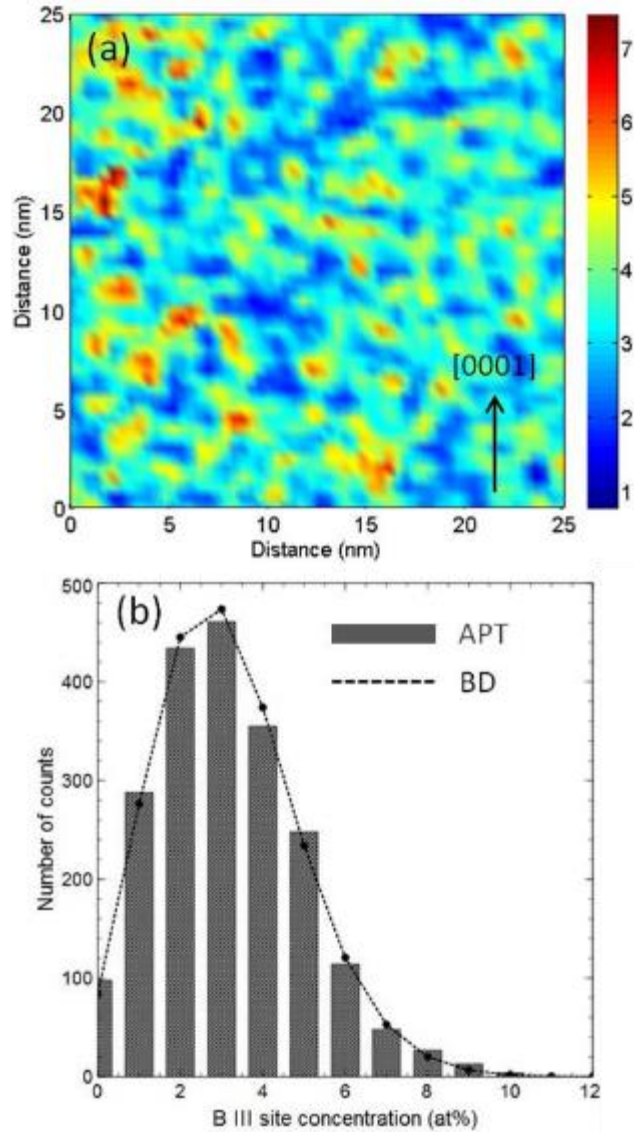 (a)
25
20
15
10
5
0
Distance (nm)
0 5 10 15 20 25
Distance (nm)
[0001]
7
6
5
4
3
2
1
(b)
APT
BD
500
400
300
200
100
0
Number of counts
0 2 4 6 8 10 12
B III site concentration (at%)